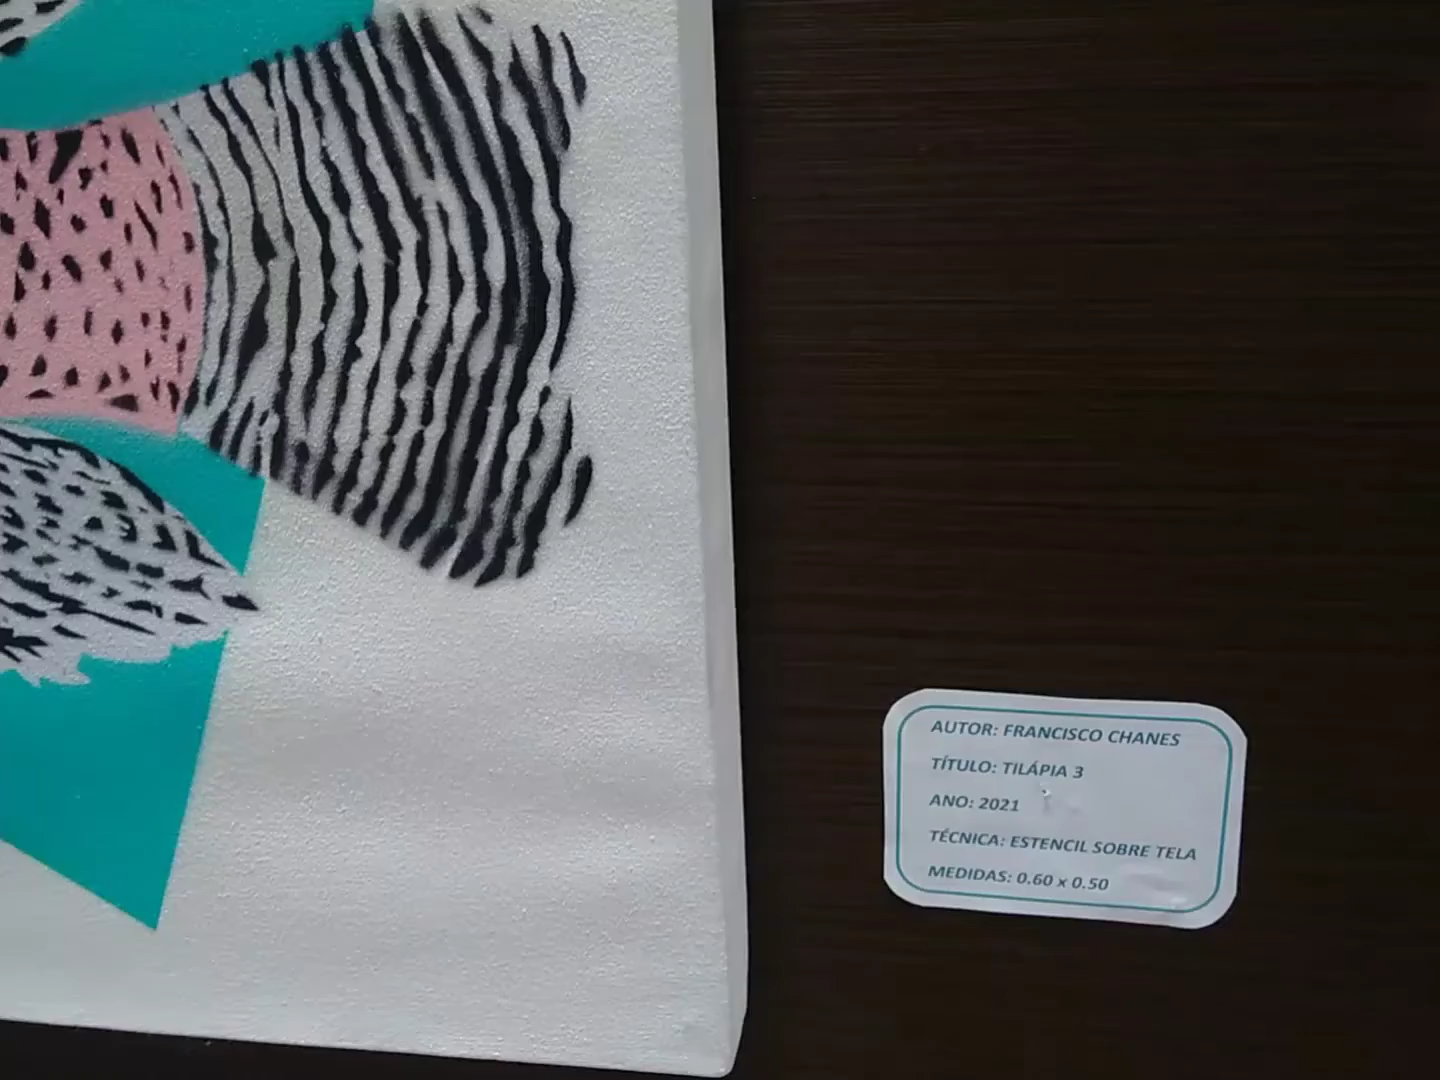 AUTOR: FRANCISCO CHANES
TÍTULO: TILÁPIA 3
ANO: 2021
TÉCNICA: ESTENCIL SOBRE TELA
MEDIDAS: 0.60 x 0.50